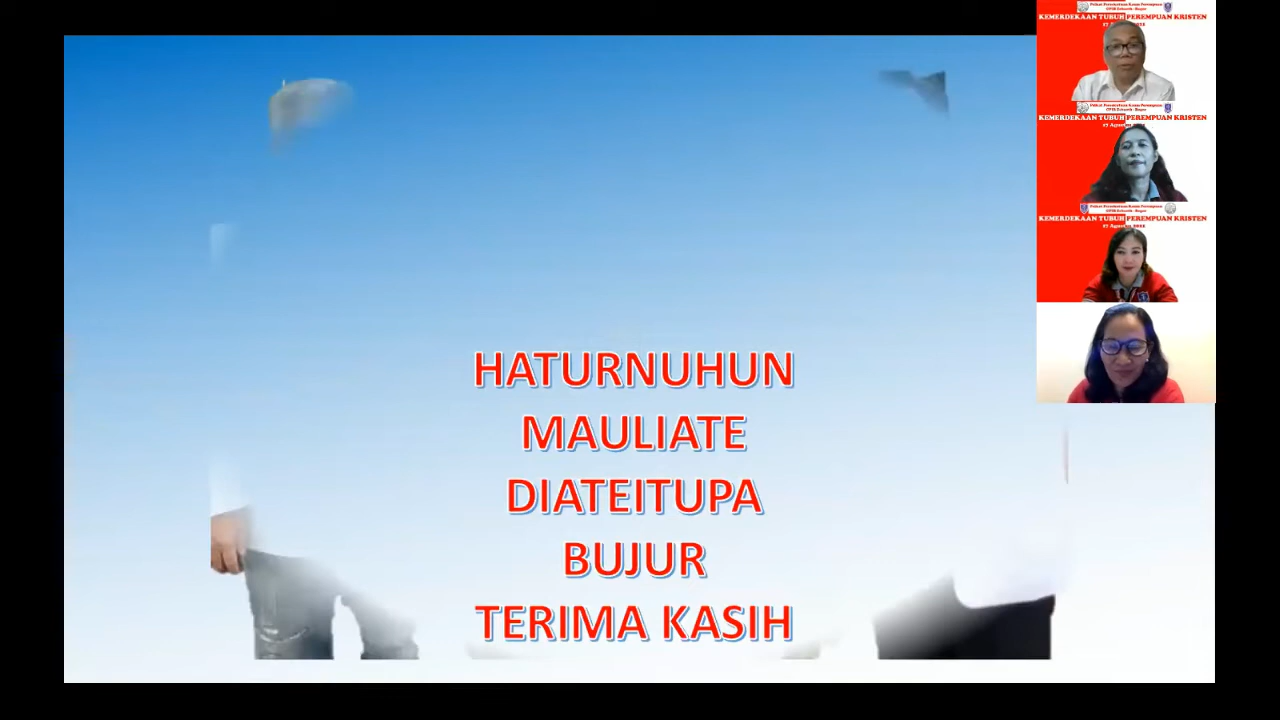 HATURNUHUN
MAULIATE
DIATEITUPA
BUJUR
TERIMA KASIH
KEMERDEKAAN TUBUH PEREMPUAN KRISTEN
KEMERDEKAAN TUBUH PEREMPUAN KRISTEN
KEMERDEKAAN TUBUH PEREMPUAN KRISTEN